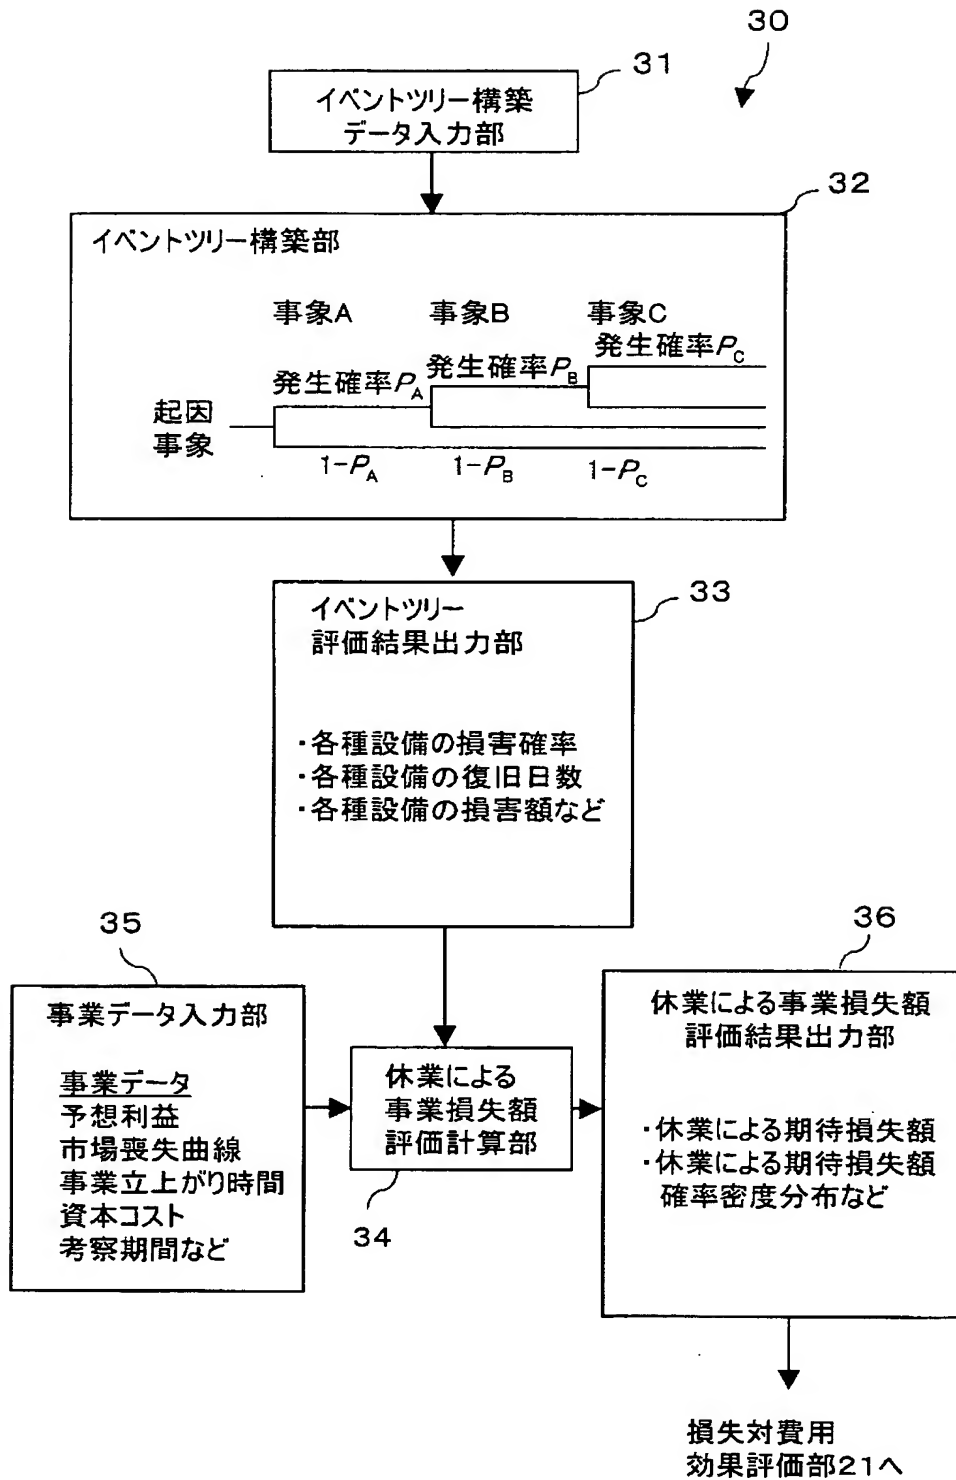 30
31
イベントツリー構築
データ入力部
32
イベントツリー構築部
事象A 事象B 事象C
発生確率PA 発生確率PB 発生確率PC
起因
事象
1-PA 1-PB 1-PC
33
イベントツリー
評価結果出力部
・各種設備の損害確率
・各種設備の復旧日数
・各種設備の損害額など
35
事業データ入力部
事業データ
予想利益
市場喪失曲線
事業立上がり時間
資本コスト
考察期間など
休業による
事業損失額
評価計算部
34
36
休業による事業損失額
評価結果出力部
・休業による期待損失額
・休業による期待損失額
確率密度分布など
損失対費用
効果評価部21へ